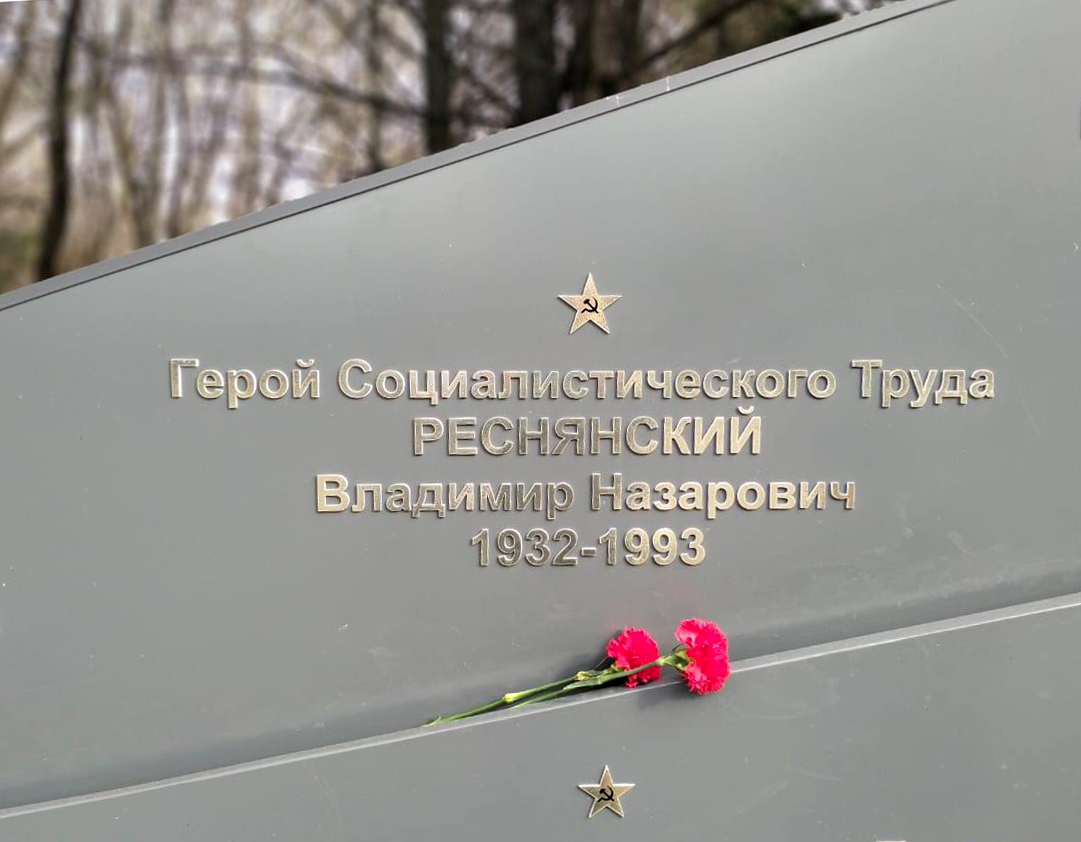 Герой Социалистического Труда
РЕСНЯНСКИЙ
Владимир Назарович
1932-1993